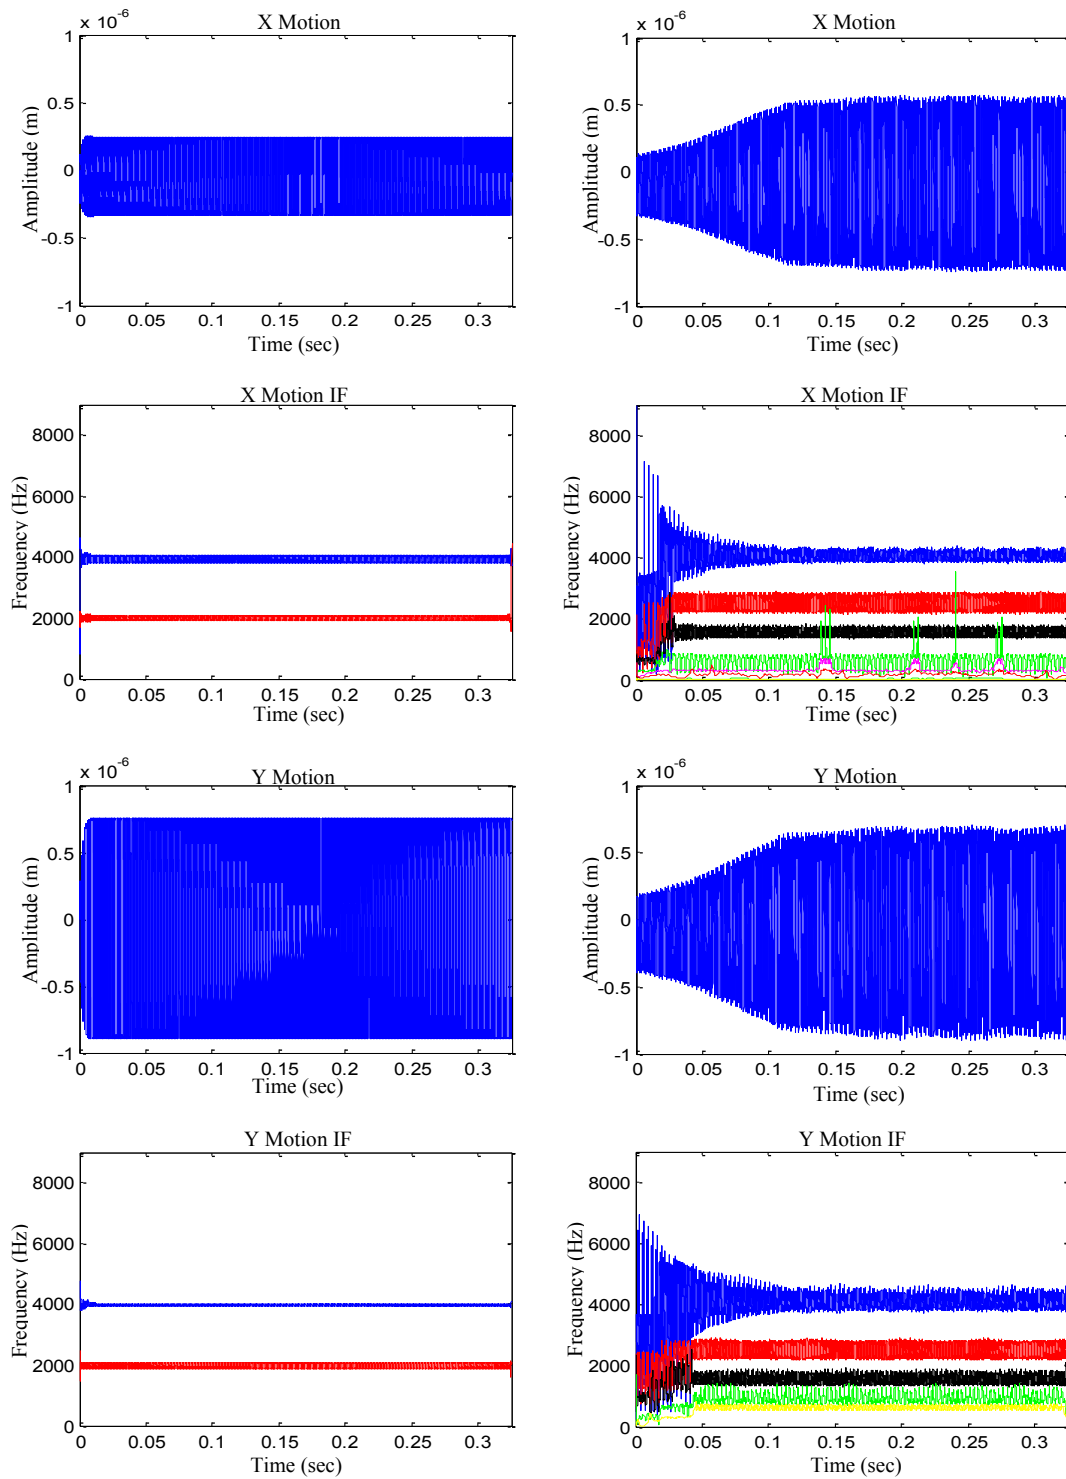 x 10^-6
X Motion
1
0.5
0
-0.5
-1
Amplitude (m)
0 0.05 0.1 0.15 0.2 0.25 0.3
Time (sec)
x 10^-6
X Motion
1
0.5
0
-0.5
-1
Amplitude (m)
0 0.05 0.1 0.15 0.2 0.25 0.3
Time (sec)
X Motion IF
8000
6000
4000
2000
0
Frequency (Hz)
0 0.05 0.1 0.15 0.2 0.25 0.3
Time (sec)
X Motion IF
8000
6000
4000
2000
0
Frequency (Hz)
0 0.05 0.1 0.15 0.2 0.25 0.3
Time (sec)
x 10^-6
Y Motion
1
0.5
0
-0.5
-1
Amplitude (m)
0 0.05 0.1 0.15 0.2 0.25 0.3
Time (sec)
x 10^-6
Y Motion
1
0.5
0
-0.5
-1
Amplitude (m)
0 0.05 0.1 0.15 0.2 0.25 0.3
Time (sec)
Y Motion IF
8000
6000
4000
2000
0
Frequency (Hz)
0 0.05 0.1 0.15 0.2 0.25 0.3
Time (sec)
Y Motion IF
8000
6000
4000
2000
0
Frequency (Hz)
0 0.05 0.1 0.15 0.2 0.25 0.3
Time (sec)